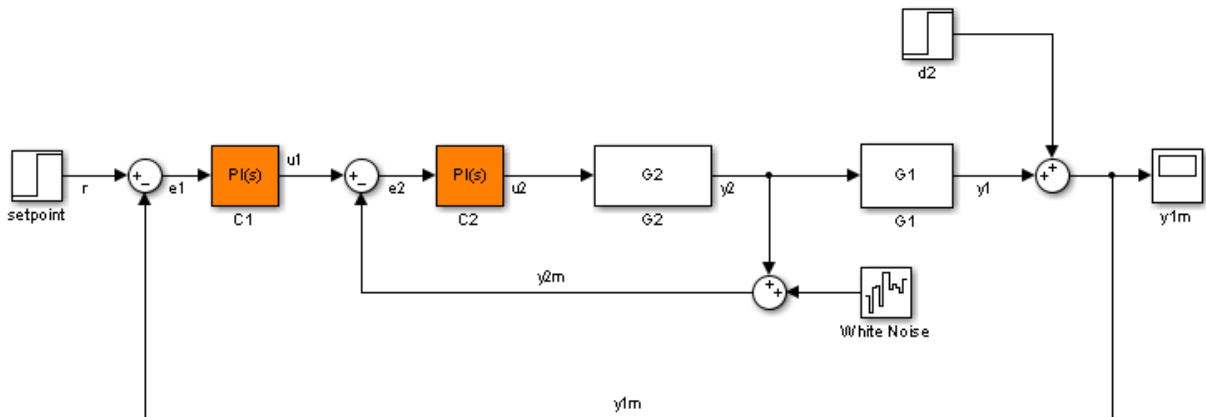 d2
setpoint
r
+
−
e1
PI(s)
C1
u1
+
−
e2
PI(s)
C2
u2
G2
G2
y2
G1
G1
y1
+
+
y1m
y2m
+
+
White Noise
y1m